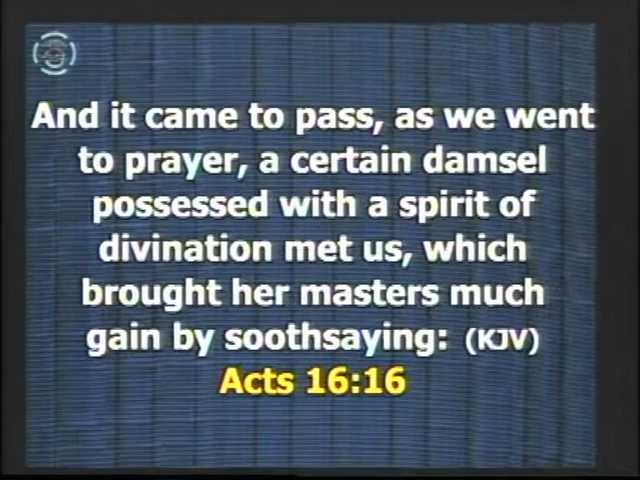 And it came to pass, as we went
to prayer, a certain damsel
possessed with a spirit of
divination met us, which
brought her masters much
gain by soothsaying: (KJV)
Acts 16:16